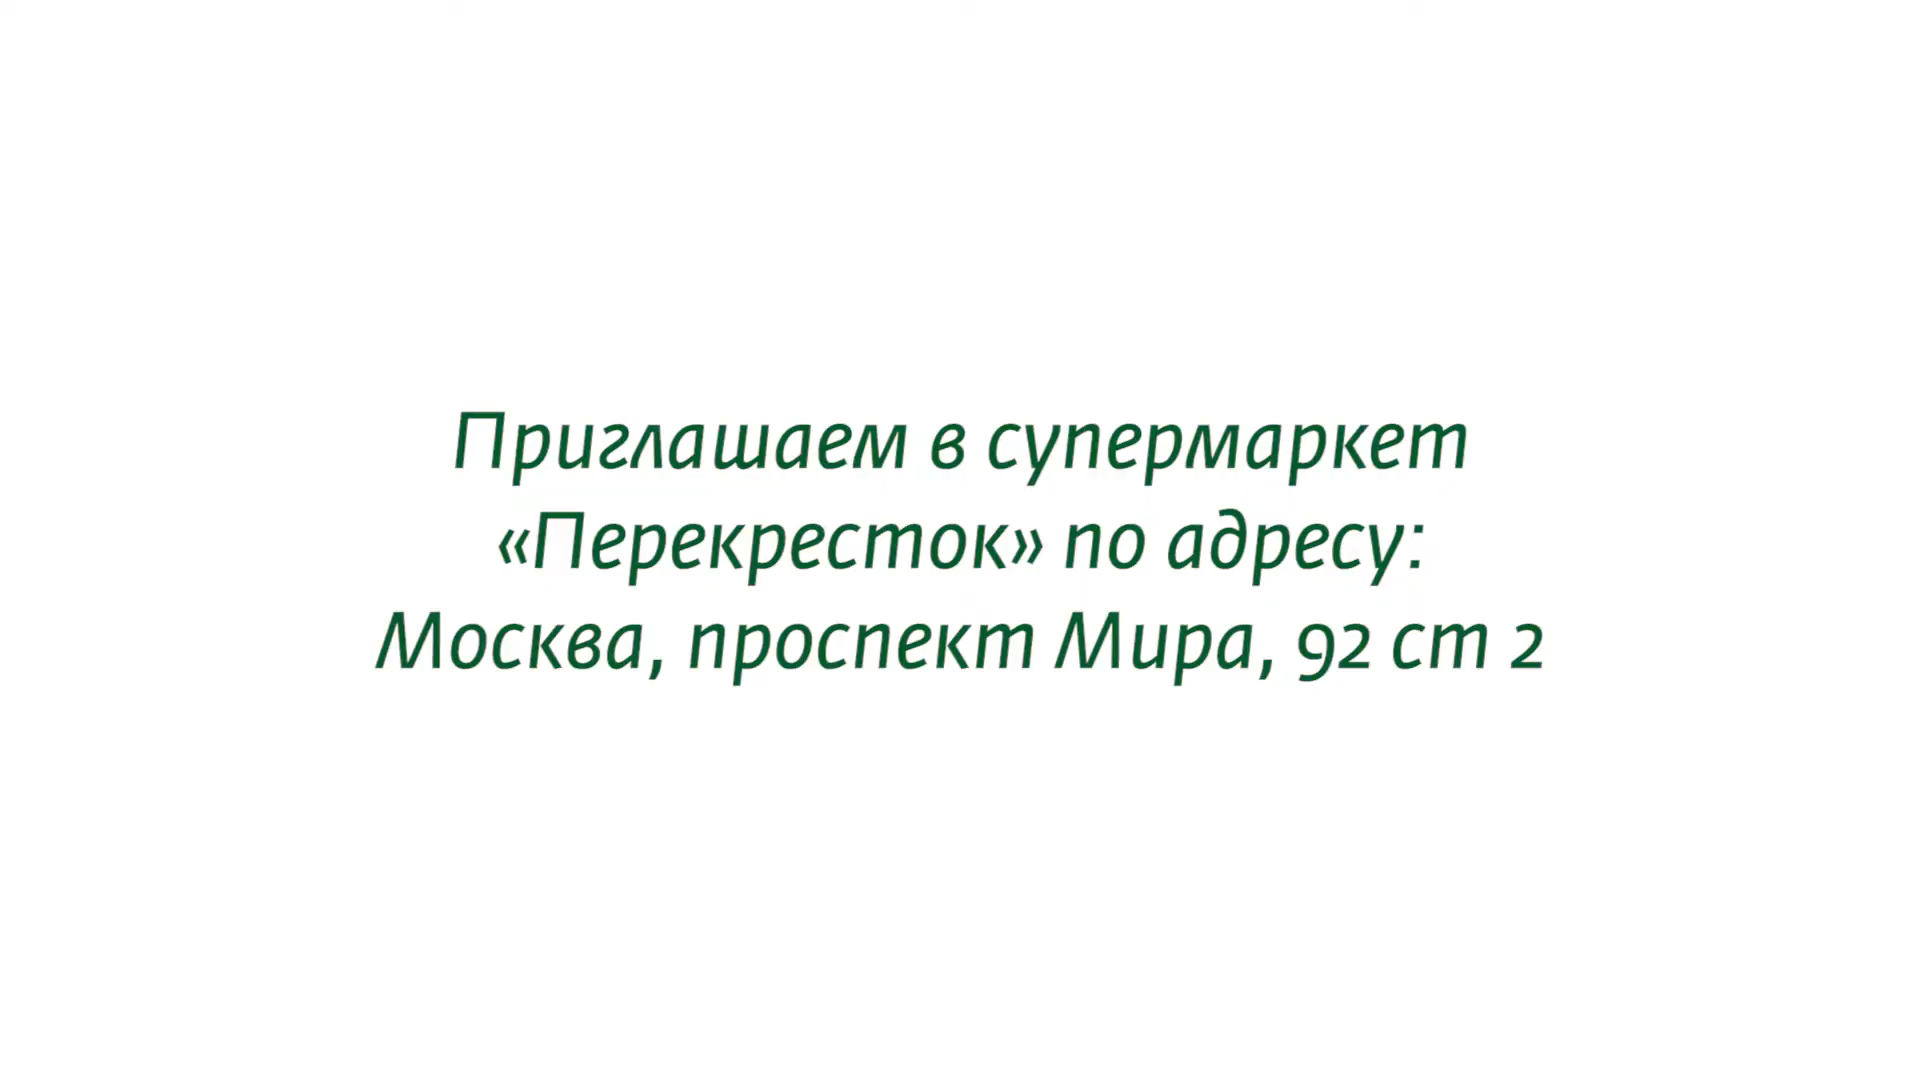 Приглашаем в супермаркет
«Перекресток» по адресу:
Москва, проспект Мира, 92 ст 2